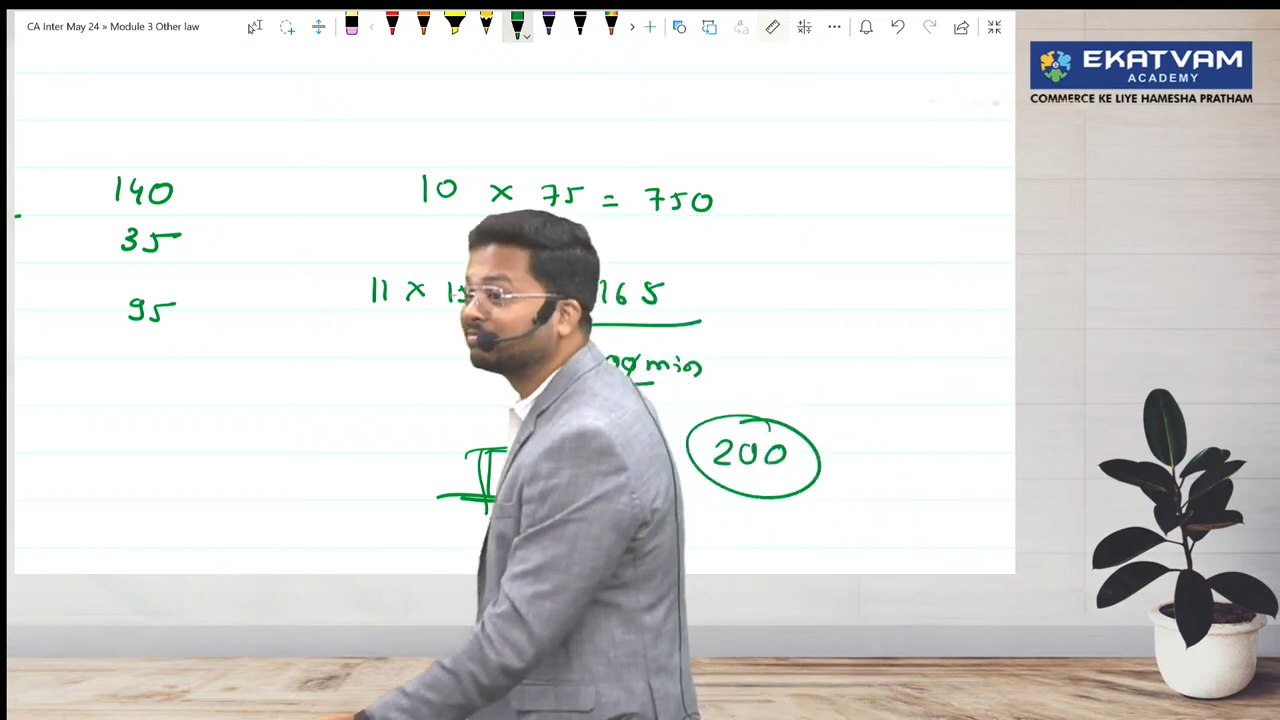 CA Inter May 24 » Module 3 Other law
EKATVAM
ACADEMY
COMMERCE KE LIYE HAMESHA PRATHAM
140
10 × 75 = 750
35
11 × 165
95
min
200